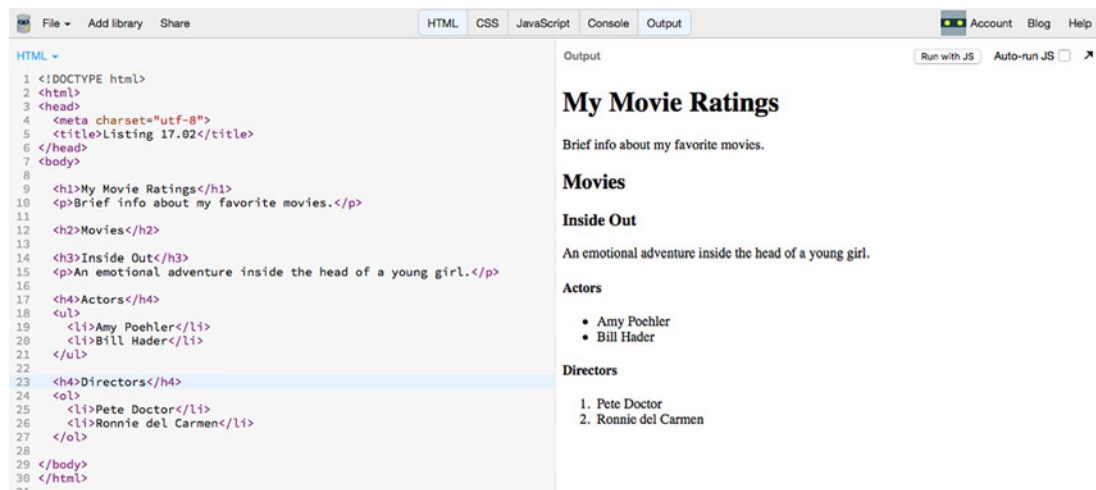 File Add library Share HTML CSS JavaScript Console Output Account Blog Help
HTML
1 <!DOCTYPE html>
2 <html>
3 <head>
4 <meta charset="utf-8">
5 <title>Listing 17.02</title>
6 </head>
7 <body>
8
9 <h1>My Movie Ratings</h1>
10 <p>Brief info about my favorite movies.</p>
11
12 <h2>Movies</h2>
13
14 <h3>Inside Out</h3>
15 <p>An emotional adventure inside the head of a young girl.</p>
16
17 <h4>Actors</h4>
18 <ul>
19 <li>Amy Poehler</li>
20 <li>Bill Hader</li>
21 </ul>
22
23 <h4>Directors</h4>
24 <ol>
25 <li>Pete Doctor</li>
26 <li>Ronnie del Carmen</li>
27 </ol>
28
29 </body>
30 </html>
Output Run with JS Auto-run JS
My Movie Ratings
Brief info about my favorite movies.
Movies
Inside Out
An emotional adventure inside the head of a young girl.
Actors
• Amy Poehler
• Bill Hader
Directors
1. Pete Doctor
2. Ronnie del Carmen